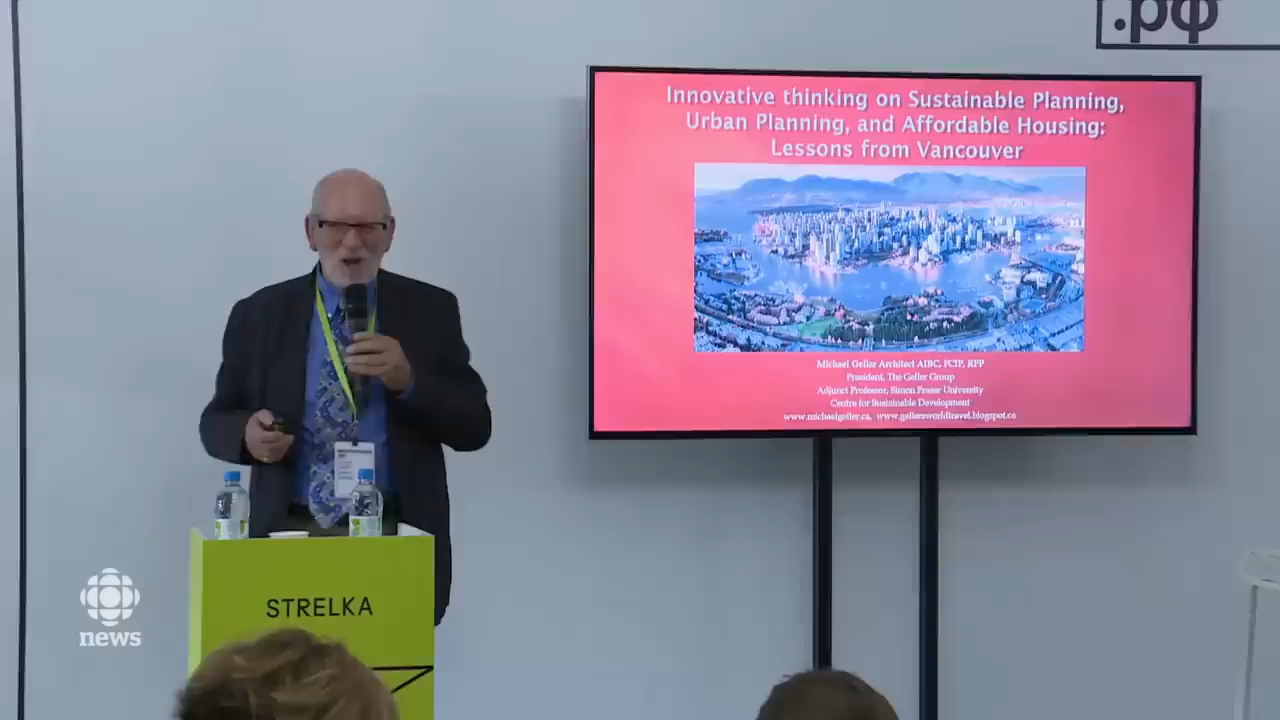 .рф
Innovative thinking on Sustainable Planning,
Urban Planning, and Affordable Housing:
Lessons from Vancouver
Michael Geller Architect AIBC, FCIP, RPP
President, The Geller Group
Adjunct Professor, Simon Fraser University
Centre for Sustainable Development
www.michaelgeller.ca, www.gellersworldtravel.blogspot.ca
STRELKA
news